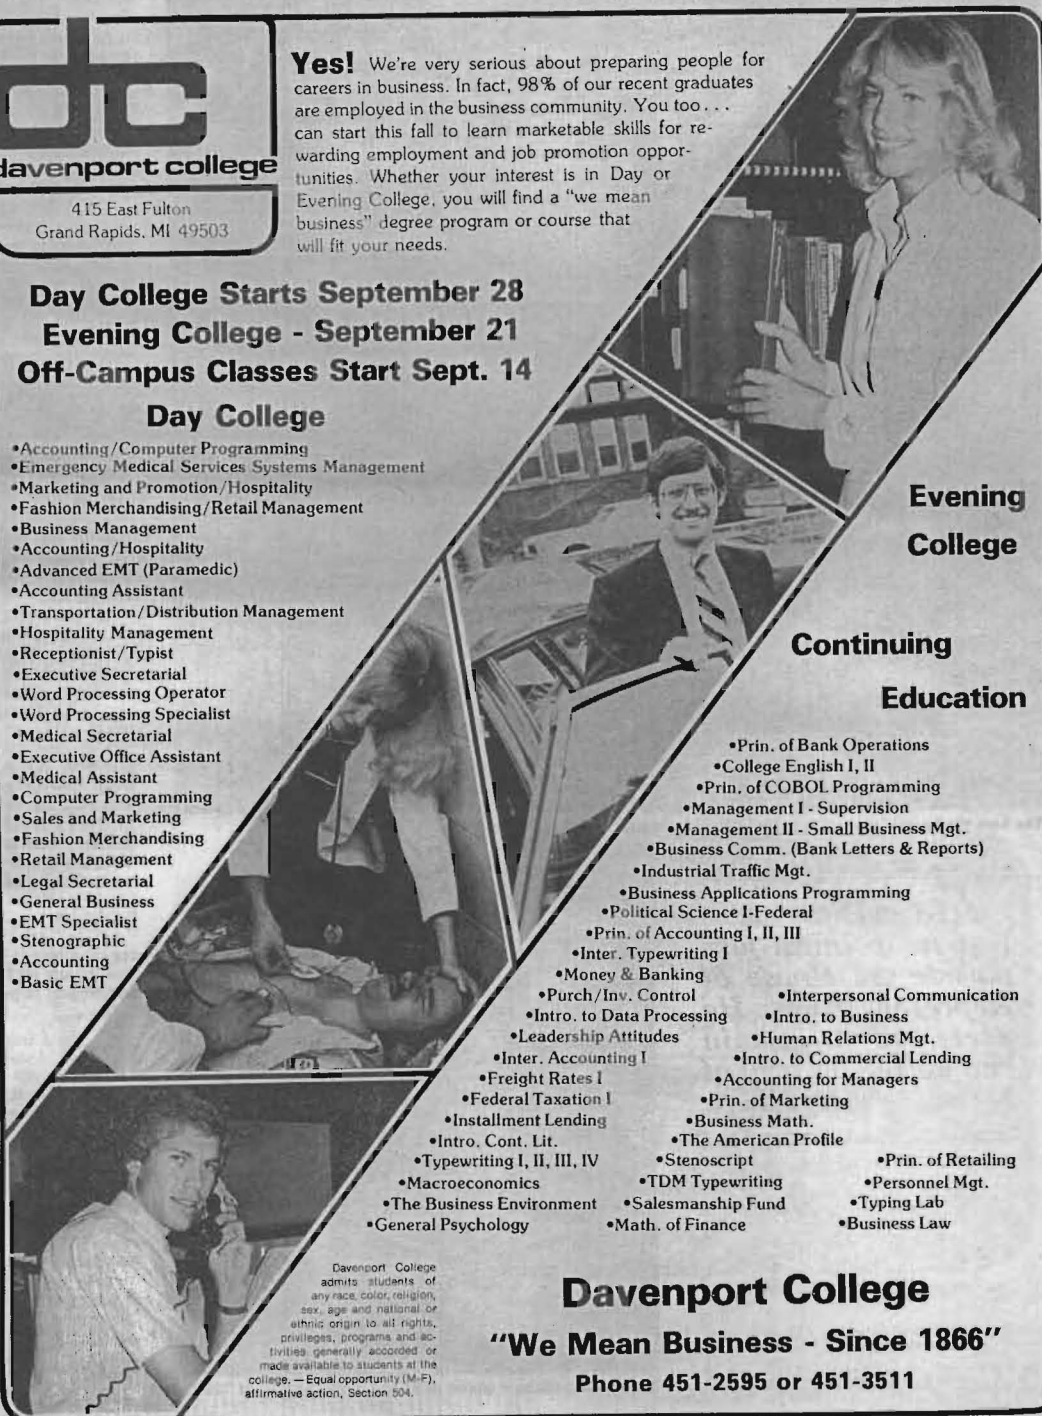 dc
davenport college
415 East Fulton
Grand Rapids, MI 49503
Yes! We're very serious about preparing people for
careers in business. In fact, 98% of our recent graduates
are employed in the business community. You too . . .
can start this fall to learn marketable skills for re-
warding employment and job promotion oppor-
tunities. Whether your interest is in Day or
Evening College, you will find a "we mean
business" degree program or course that
will fit your needs.
Day College Starts September 28
Evening College - September 21
Off-Campus Classes Start Sept. 14
Day College
•Accounting/Computer Programming
•Emergency Medical Services Systems Management
•Marketing and Promotion/Hospitality
•Fashion Merchandising/Retail Management
•Business Management
•Accounting/Hospitality
•Advanced EMT (Paramedic)
•Accounting Assistant
•Transportation/Distribution Management
•Hospitality Management
•Receptionist/Typist
•Executive Secretarial
•Word Processing Operator
•Word Processing Specialist
•Medical Secretarial
•Executive Office Assistant
•Medical Assistant
•Computer Programming
•Sales and Marketing
•Fashion Merchandising
•Retail Management
•Legal Secretarial
•General Business
•EMT Specialist
•Stenographic
•Accounting
•Basic EMT
Evening
College
Continuing
Education
•Prin. of Bank Operations
•College English I, II
•Prin. of COBOL Programming
•Management I - Supervision
•Management II - Small Business Mgt.
•Business Comm. (Bank Letters & Reports)
•Industrial Traffic Mgt.
•Business Applications Programming
•Political Science I-Federal
•Prin. of Accounting I, II, III
•Inter. Typewriting I
•Money & Banking
•Purch/Inv. Control •Interpersonal Communication
•Intro. to Data Processing •Intro. to Business
•Leadership Attitudes •Human Relations Mgt.
•Inter. Accounting I •Intro. to Commercial Lending
•Freight Rates I •Accounting for Managers
•Federal Taxation I •Prin. of Marketing
•Installment Lending •Business Math.
•Intro. Cont. Lit. •The American Profile
•Typewriting I, II, III, IV •Stenoscript •Prin. of Retailing
•Macroeconomics •TDM Typewriting •Personnel Mgt.
•The Business Environment •Salesmanship Fund •Typing Lab
•General Psychology •Math. of Finance •Business Law
Davenport College
admits students of
any race, color, religion,
sex, age and national or
ethnic origin to all rights,
privileges, programs and ac-
tivities generally accorded or
made available to students at the
college. — Equal opportunity (M-F),
affirmative action, Section 504.
Davenport College
"We Mean Business - Since 1866"
Phone 451-2595 or 451-3511